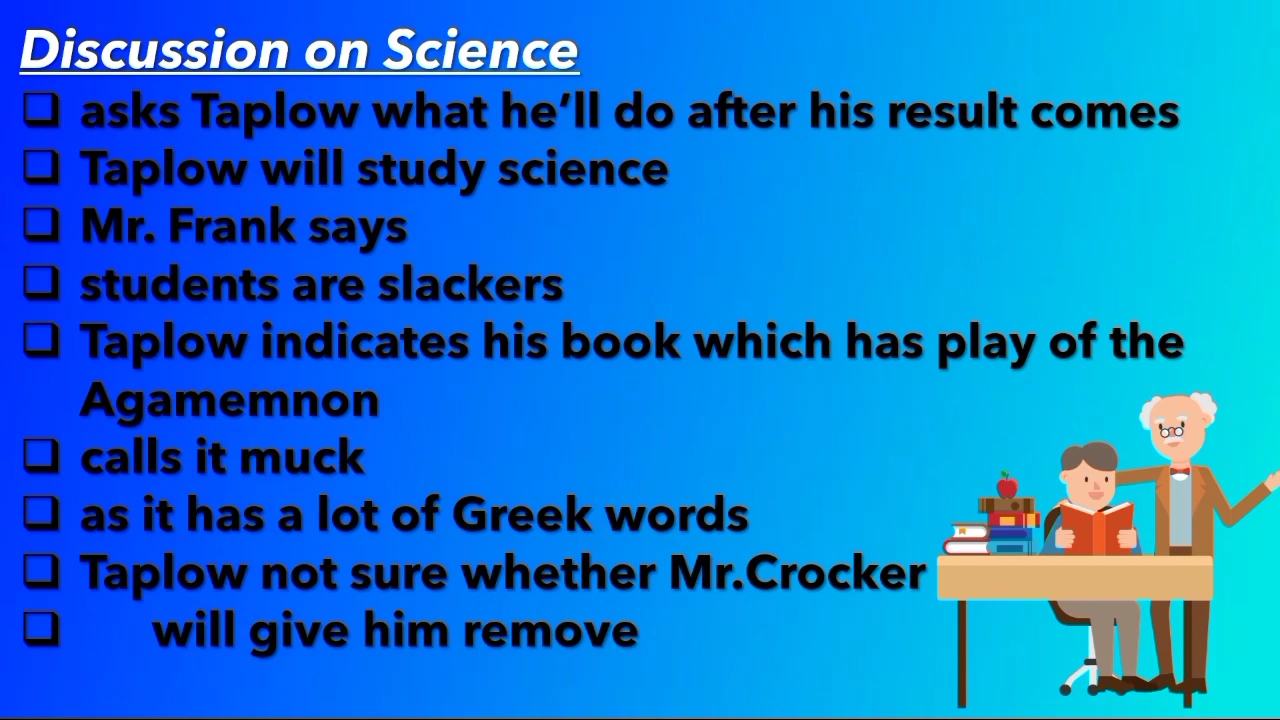 Discussion on Science
❑ asks Taplow what he’ll do after his result comes
❑ Taplow will study science
❑ Mr. Frank says
❑ students are slackers
❑ Taplow indicates his book which has play of the
Agamemnon
❑ calls it muck
❑ as it has a lot of Greek words
❑ Taplow not sure whether Mr.Crocker
❑ will give him remove